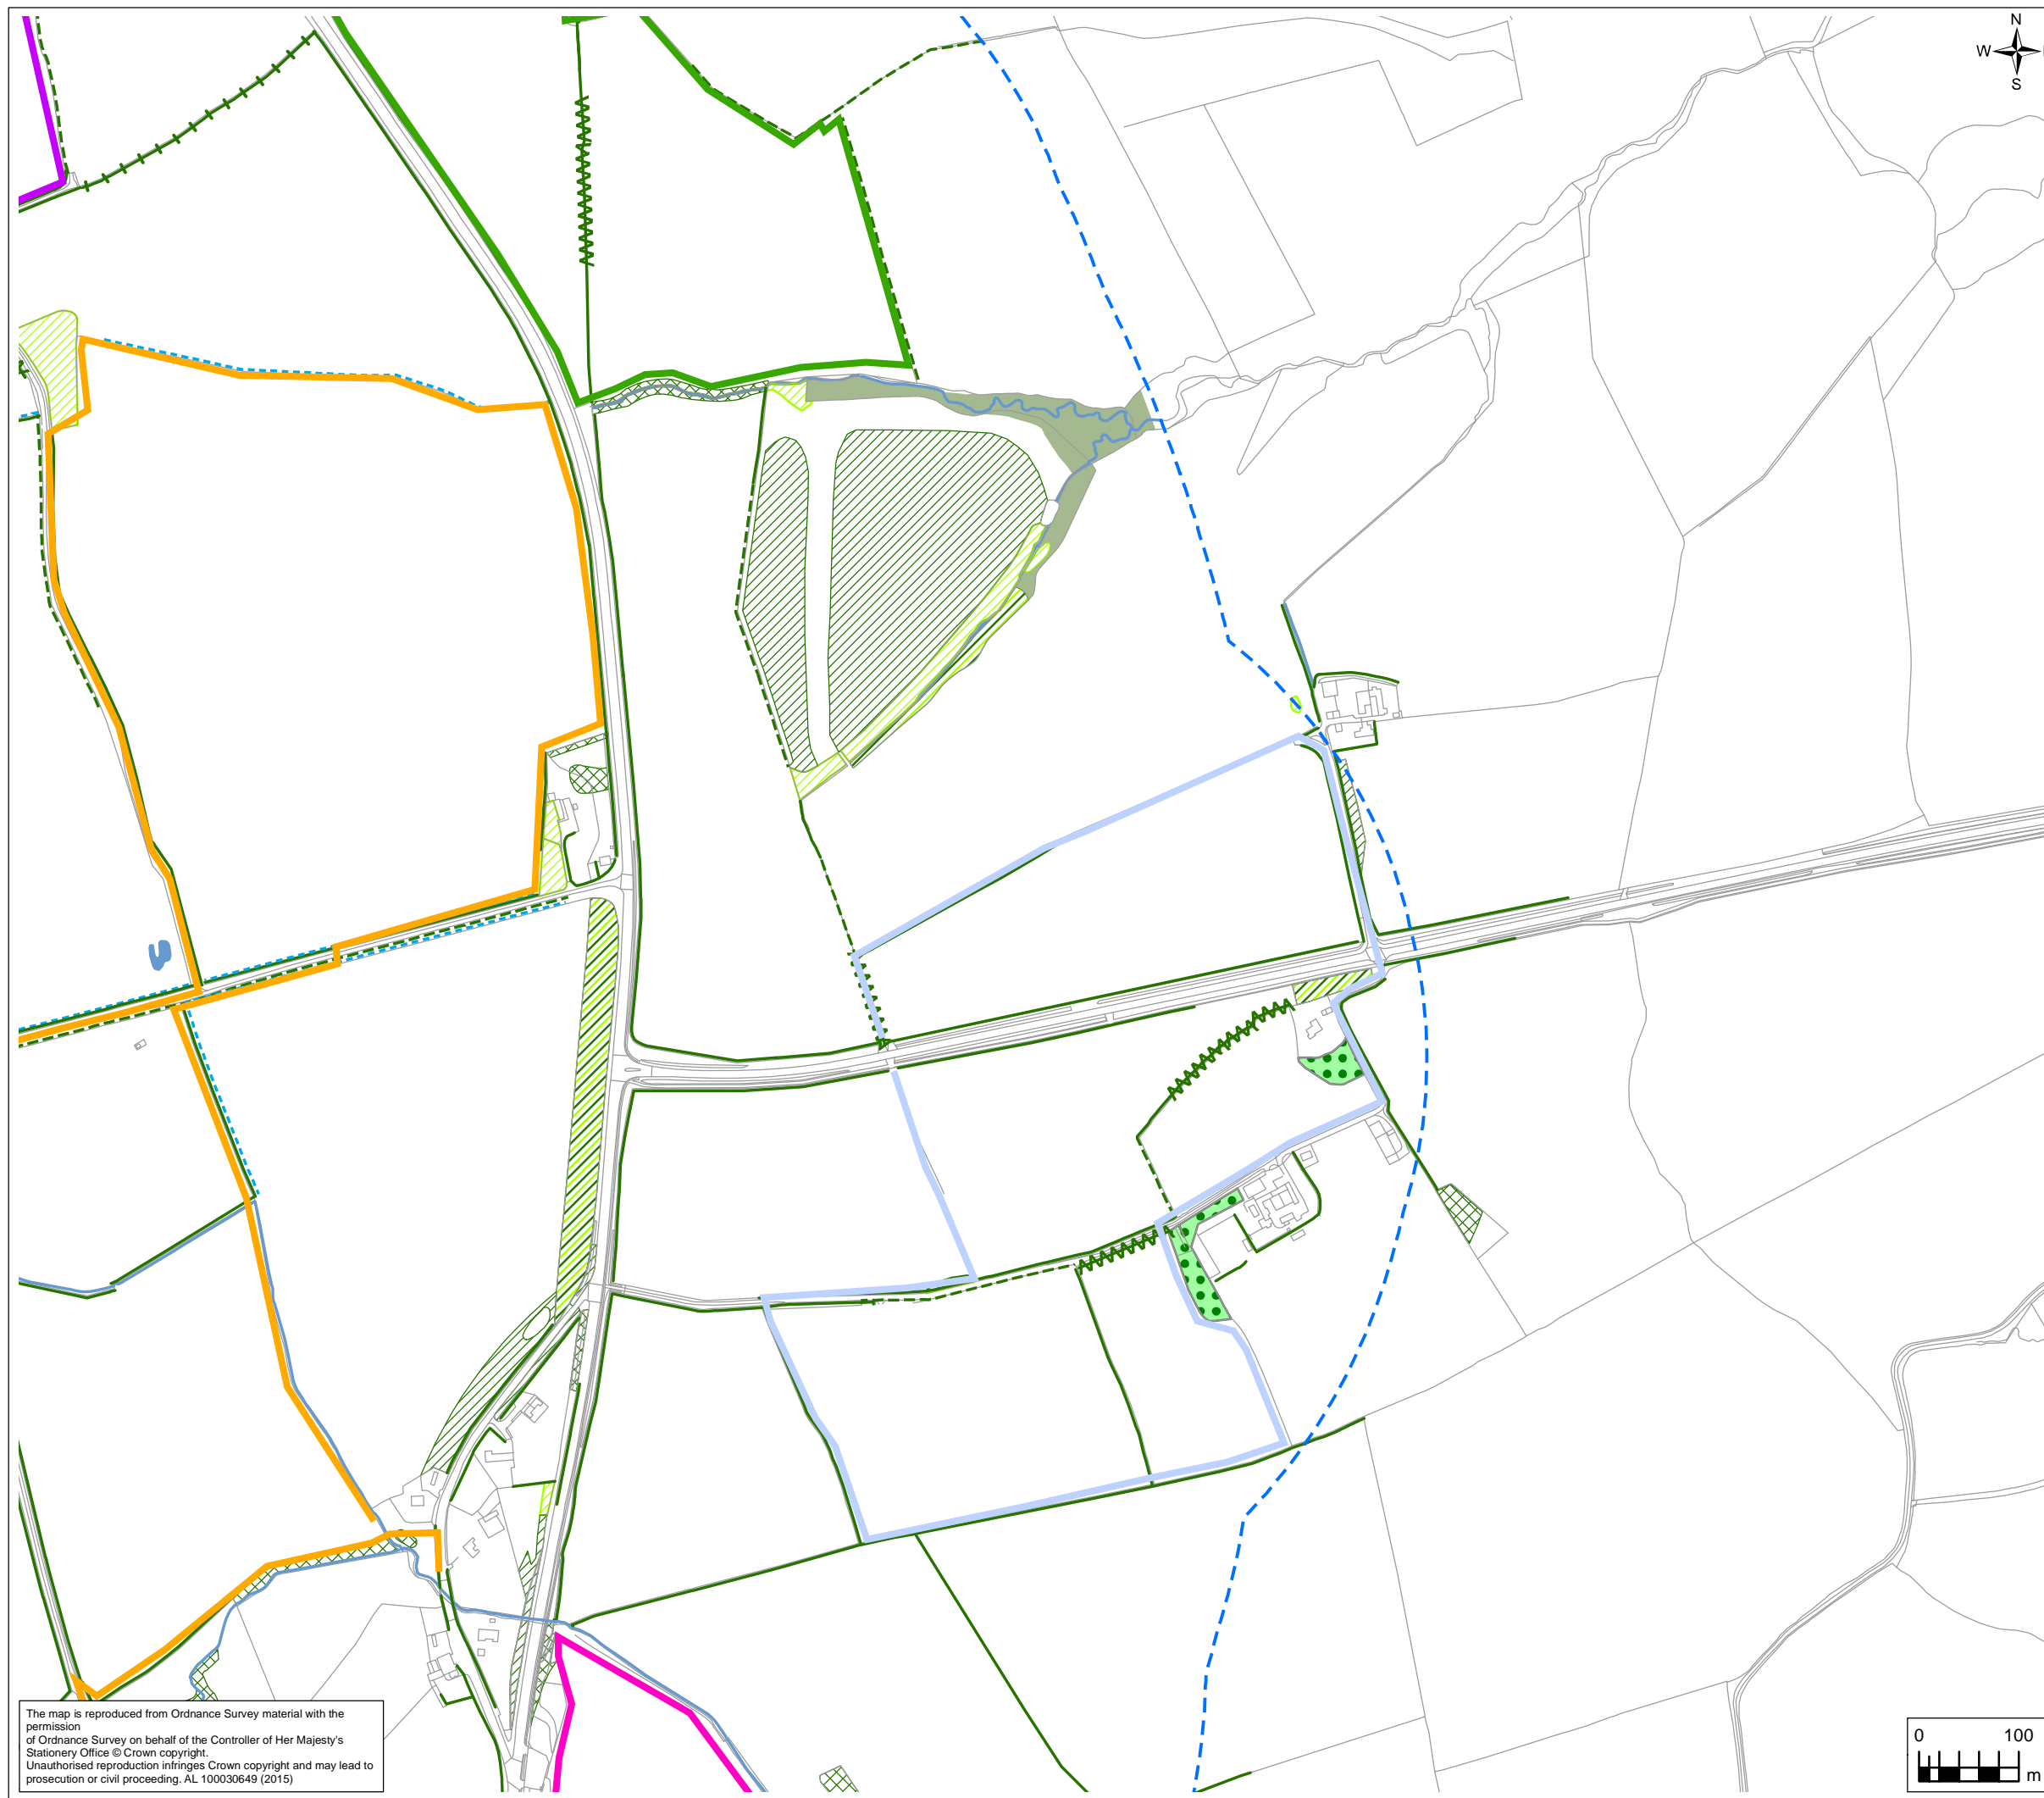 N
W
S
The map is reproduced from Ordnance Survey material with the
permission
of Ordnance Survey on behalf of the Controller of Her Majesty's
Stationery Office © Crown copyright.
Unauthorised reproduction infringes Crown copyright and may lead to
prosecution or civil proceeding. AL 100030649 (2015)
0 100
m